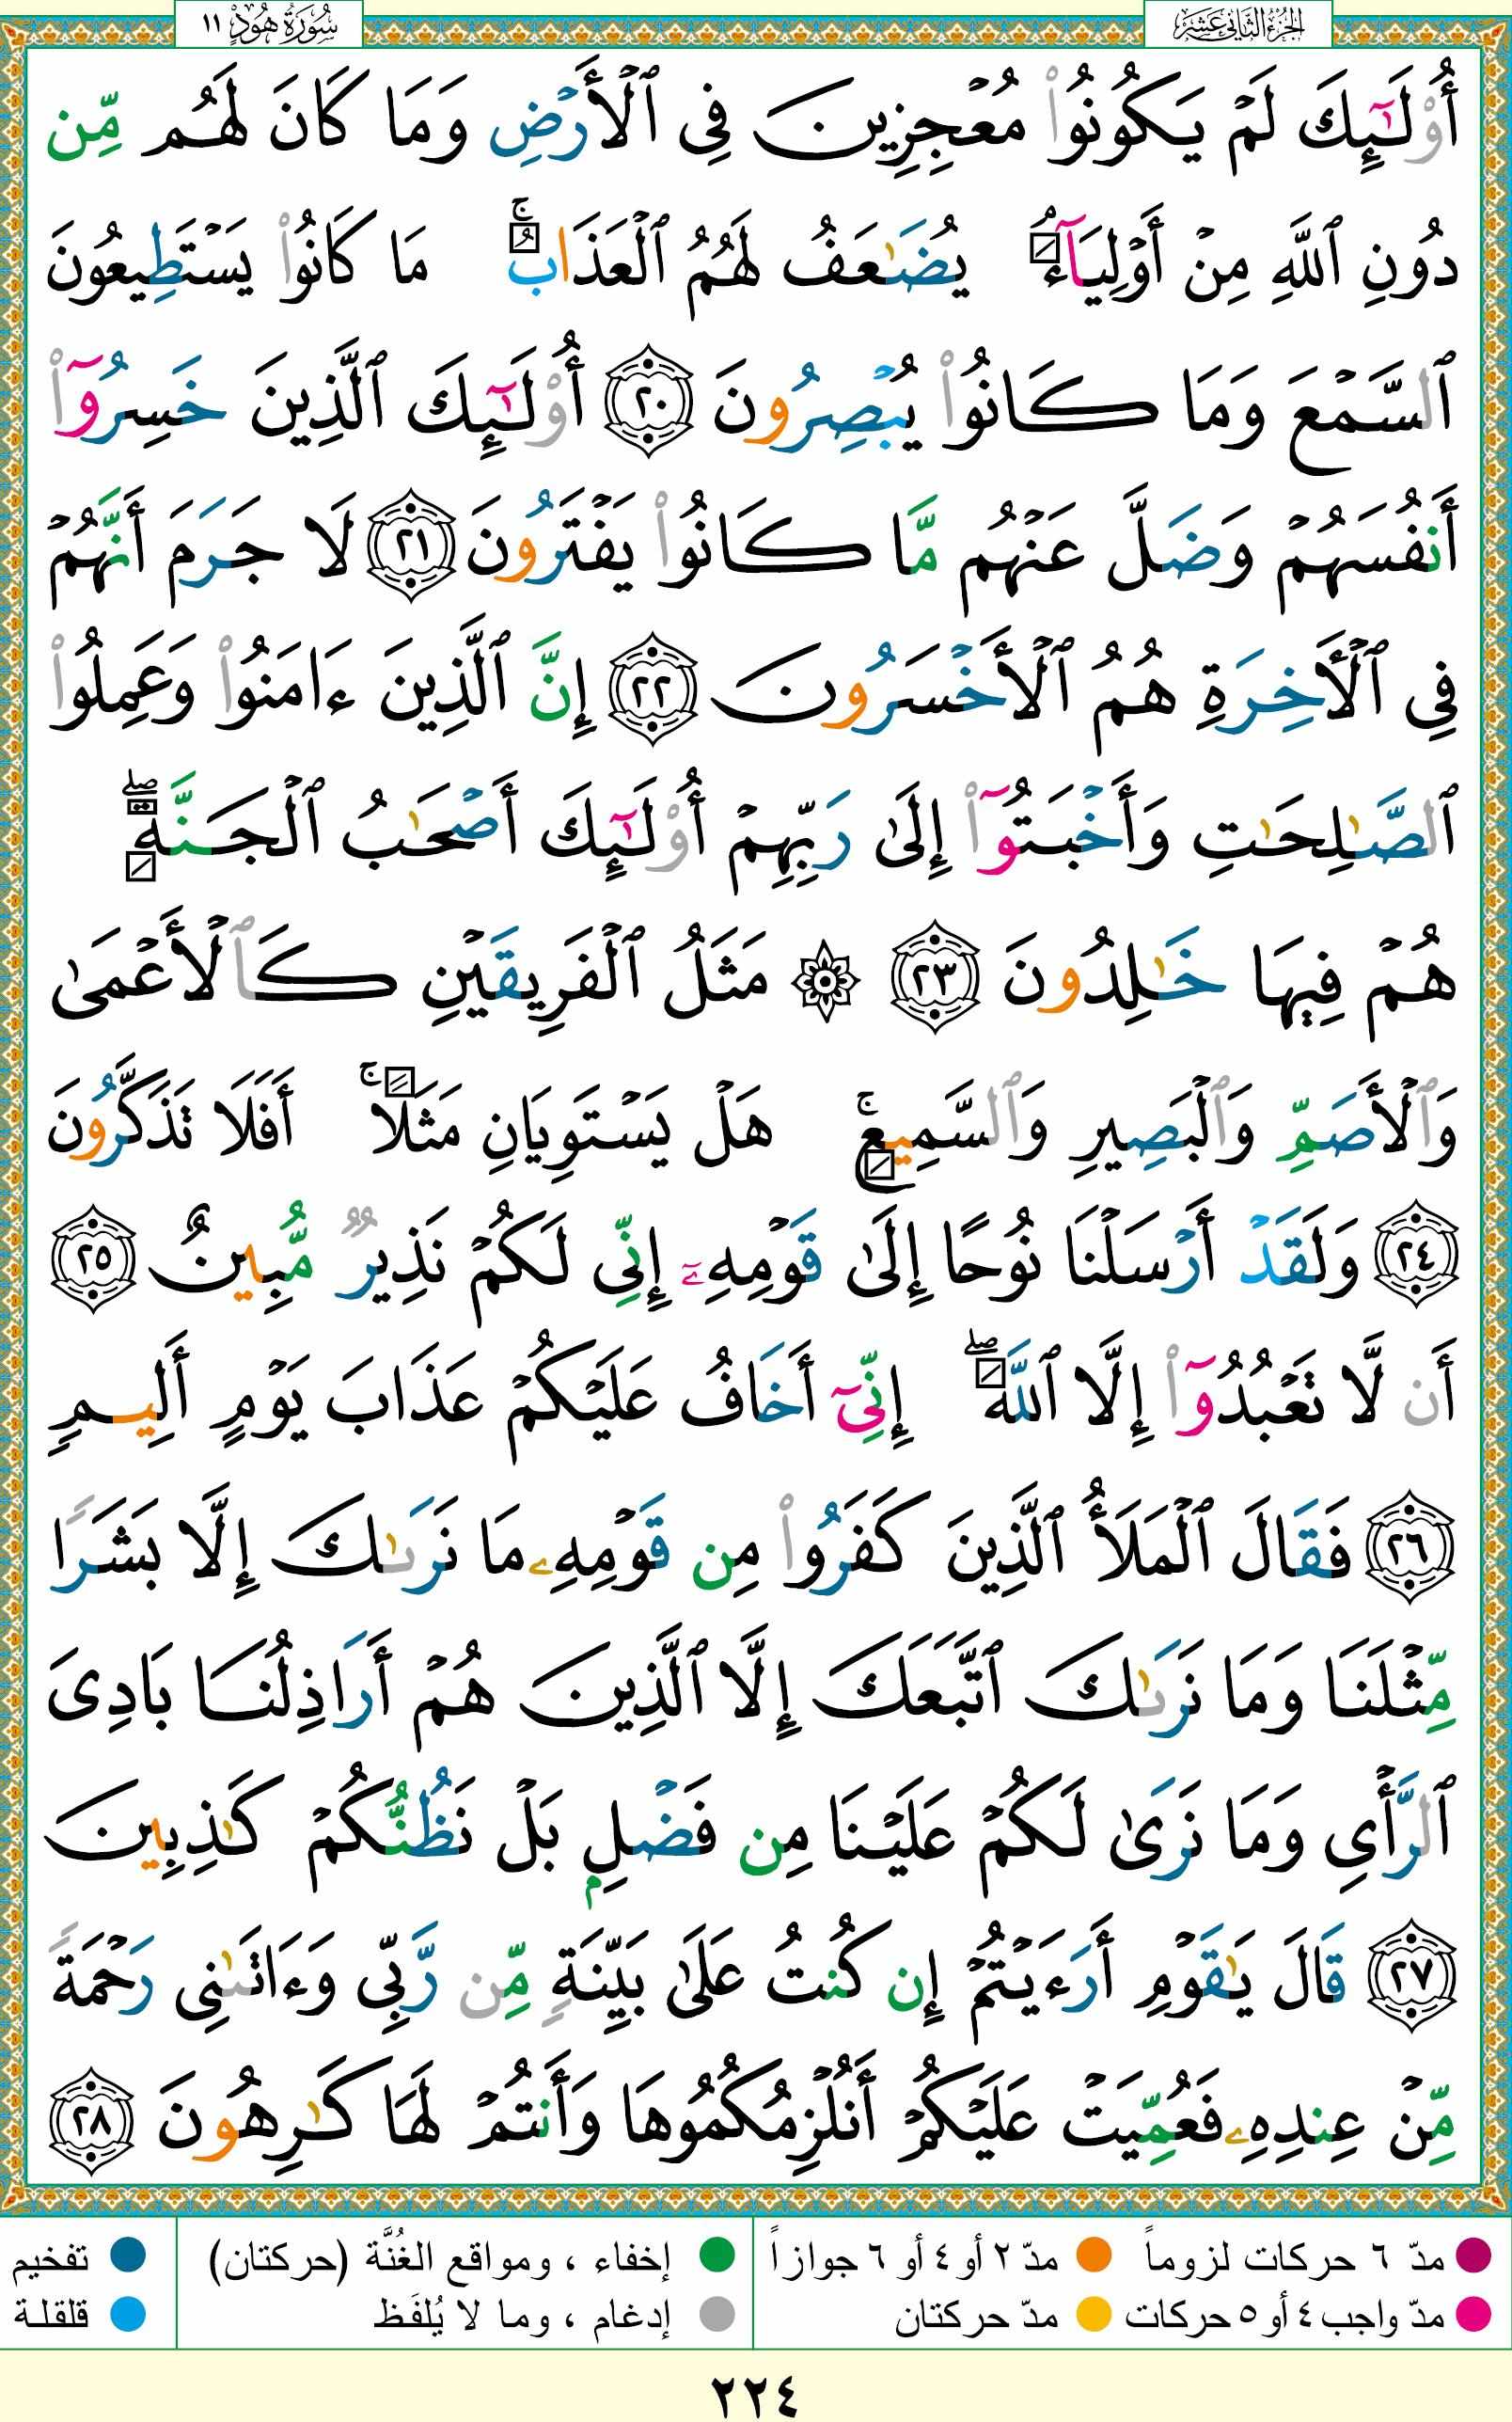 الجزء الثاني عشر
سورة هود ١١
أُو۟لَـٰٓئِكَ لَمْ يَكُونُوا۟ مُعْجِزِينَ فِى ٱلْأَرْضِ وَمَا كَانَ لَهُم مِّن
دُونِ ٱللَّهِ مِنْ أَوْلِيَآءَ ۘ يُضَـٰعَفُ لَهُمُ ٱلْعَذَابُ ۚ مَا كَانُوا۟ يَسْتَطِيعُونَ
ٱلسَّمْعَ وَمَا كَانُوا۟ يُبْصِرُونَ ٢٠ أُو۟لَـٰٓئِكَ ٱلَّذِينَ خَسِرُوٓا۟
أَنفُسَهُمْ وَضَلَّ عَنْهُم مَّا كَانُوا۟ يَفْتَرُونَ ٢١ لَا جَرَمَ أَنَّهُمْ
فِى ٱلْأَخِرَةِ هُمُ ٱلْأَخْسَرُونَ ٢٢ إِنَّ ٱلَّذِينَ ءَامَنُوا۟ وَعَمِلُوا۟
ٱلصَّـٰلِحَـٰتِ وَأَخْبَتُوٓا۟ إِلَىٰ رَبِّهِمْ أُو۟لَـٰٓئِكَ أَصْحَـٰبُ ٱلْجَنَّةِ ۖ
هُمْ فِيهَا خَـٰلِدُونَ ٢٣ ۞ مَثَلُ ٱلْفَرِيقَيْنِ كَٱلْأَعْمَىٰ
وَٱلْأَصَمِّ وَٱلْبَصِيرِ وَٱلسَّمِيعِ ۚ هَلْ يَسْتَوِيَانِ مَثَلًا ۚ أَفَلَا تَذَكَّرُونَ
٢٤ وَلَقَدْ أَرْسَلْنَا نُوحًا إِلَىٰ قَوْمِهِۦٓ إِنِّى لَكُمْ نَذِيرٌ مُّبِينٌ ٢٥
أَن لَّا تَعْبُدُوٓا۟ إِلَّا ٱللَّهَ ۖ إِنِّىٓ أَخَافُ عَلَيْكُمْ عَذَابَ يَوْمٍ أَلِيمٍ
٢٦ فَقَالَ ٱلْمَلَأُ ٱلَّذِينَ كَفَرُوا۟ مِن قَوْمِهِۦ مَا نَرَىٰكَ إِلَّا بَشَرًا
مِّثْلَنَا وَمَا نَرَىٰكَ ٱتَّبَعَكَ إِلَّا ٱلَّذِينَ هُمْ أَرَاذِلُنَا بَادِىَ
ٱلرَّأْىِ وَمَا نَرَىٰ لَكُمْ عَلَيْنَا مِن فَضْلٍۭ بَلْ نَظُنُّكُمْ كَـٰذِبِينَ
٢٧ قَالَ يَـٰقَوْمِ أَرَءَيْتُمْ إِن كُنتُ عَلَىٰ بَيِّنَةٍ مِّن رَّبِّى وَءَاتَىٰنِى رَحْمَةً
مِّنْ عِندِهِۦ فَعُمِّيَتْ عَلَيْكُمْ أَنُلْزِمُكُمُوهَا وَأَنتُمْ لَهَا كَـٰرِهُونَ ٢٨
مدّ ٦ حركات لزوماً مدّ ٢ أو ٤ أو ٦ جوازاً إخفاء ، ومواقع الغُنَّة (حركتان) تفخيم
مدّ واجب ٤ أو ٥ حركات مدّ حركتان إدغام ، وما لا يُلفَظ قلقلة
٢٢٤